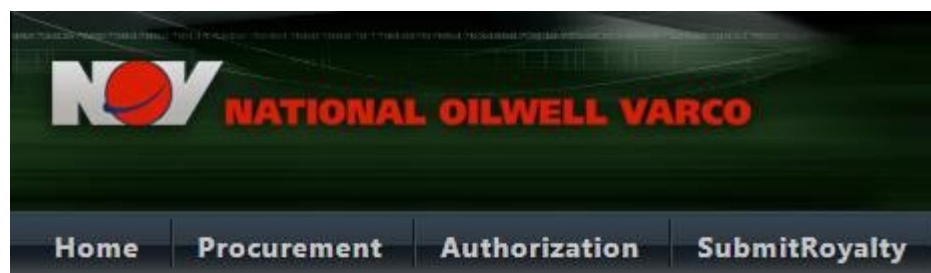 NOV NATIONAL OILWELL VARCO
Home Procurement Authorization SubmitRoyalty